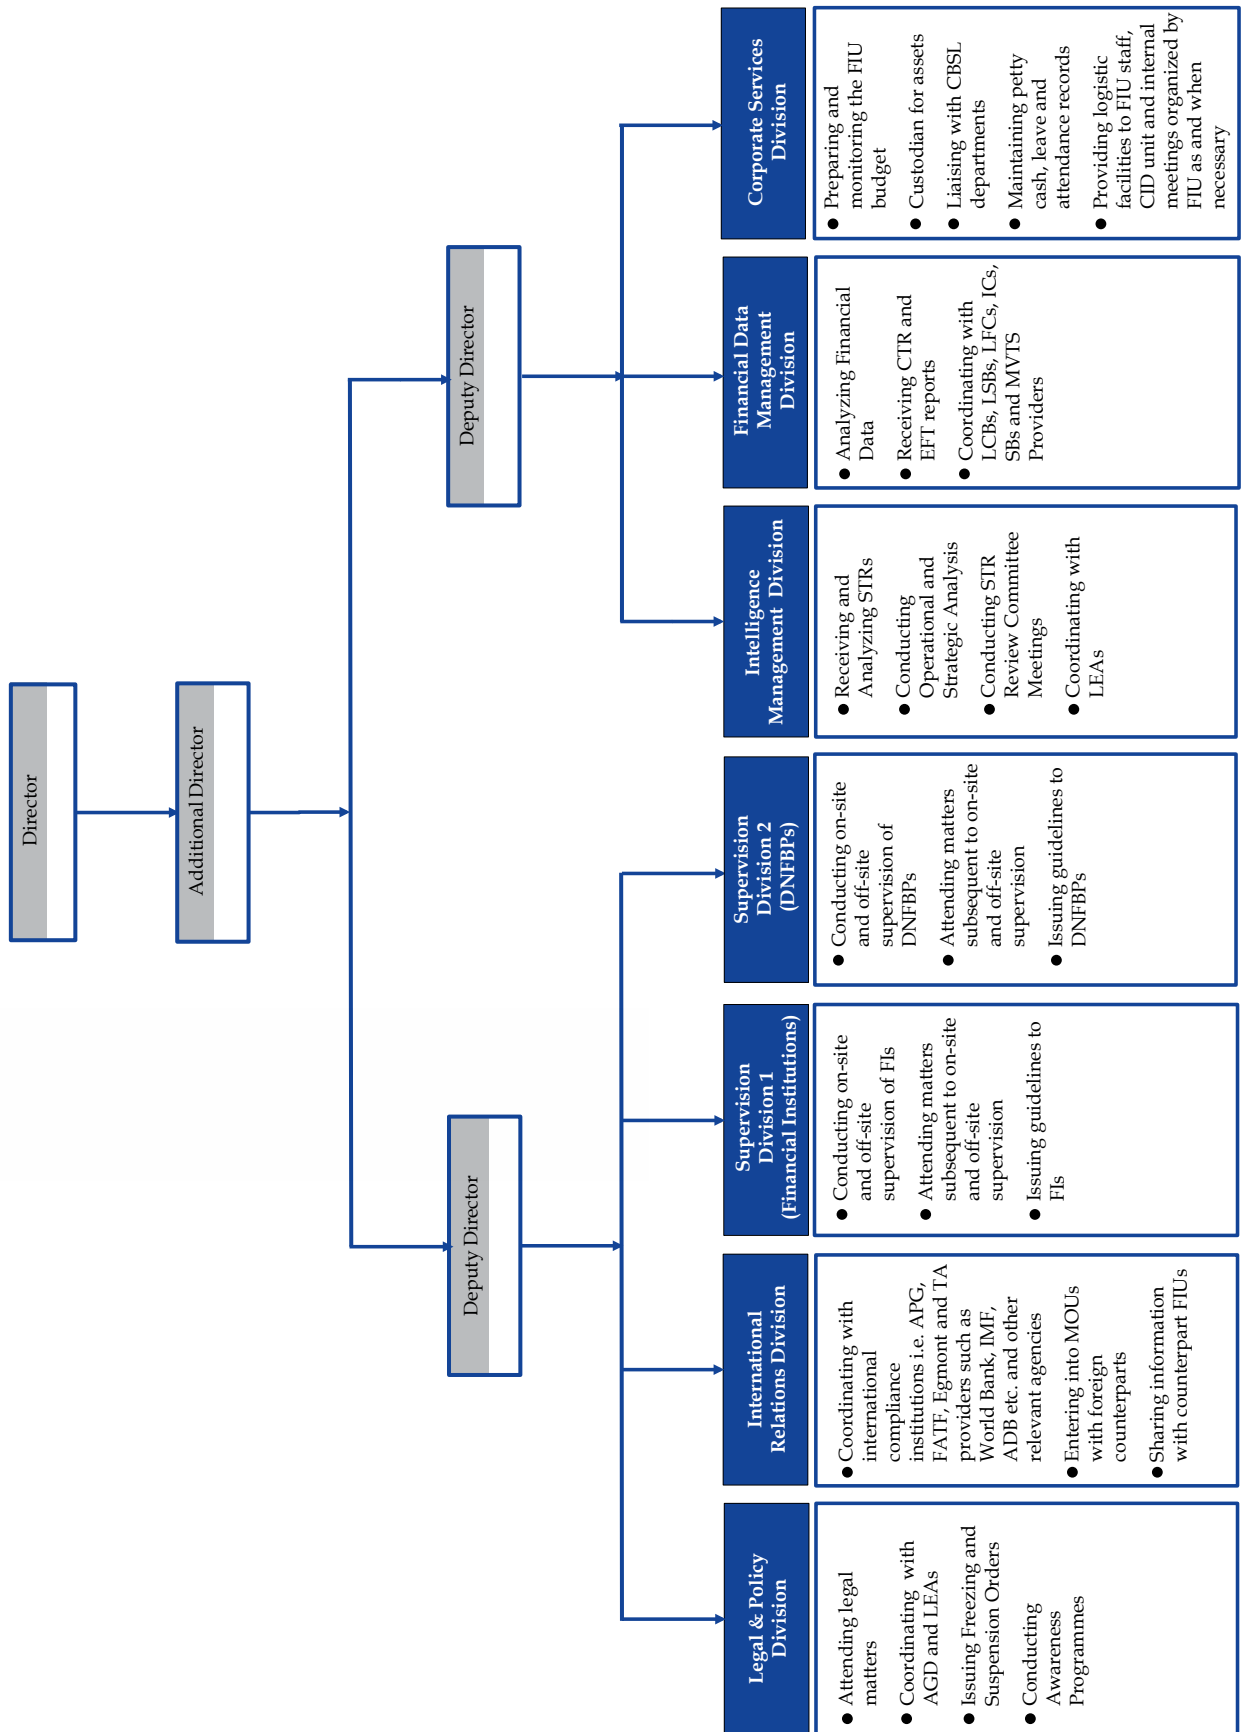 Director
Additional Director
Deputy Director
Deputy Director
Legal & Policy
Division
● Attending legal
matters
● Coordinating with
AGD and LEAs
● Issuing Freezing and
Suspension Orders
● Conducting
Awareness
Programmes
International
Relations Division
● Coordinating with
international
compliance
institutions i.e. APG,
FATF, Egmont and TA
providers such as
World Bank, IMF,
ADB etc. and other
relevant agencies
● Entering into MOUs
with foreign
counterparts
● Sharing information
with counterpart FIUs
Supervision
Division 1
(Financial Institutions)
● Conducting on-site
and off-site
supervision of FIs
● Attending matters
subsequent to on-site
and off-site
supervision
● Issuing guidelines to
FIs
Supervision
Division 2
(DNFBPs)
● Conducting on-site
and off-site
supervision of
DNFBPs
● Attending matters
subsequent to on-site
and off-site
supervision
● Issuing guidelines to
DNFBPs
Intelligence
Management Division
● Receiving and
Analyzing STRs
● Conducting
Operational and
Strategic Analysis
● Conducting STR
Review Committee
Meetings
● Coordinating with
LEAs
Financial Data
Management
Division
● Analyzing Financial
Data
● Receiving CTR and
EFT reports
● Coordinating with
LCBs, LSBs, LFCs, ICs,
SBs and MVTS
Providers
Corporate Services
Division
● Preparing and
monitoring the FIU
budget
● Custodian for assets
● Liaising with CBSL
departments
● Maintaining petty
cash, leave and
attendance records
● Providing logistic
facilities to FIU staff,
CID unit and internal
meetings organized by
FIU as and when
necessary